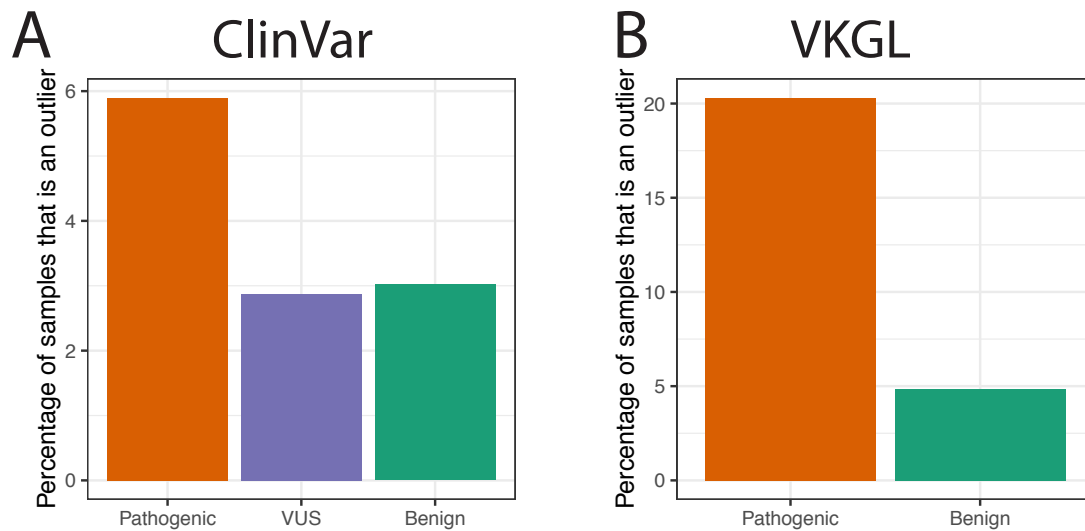 A
ClinVar
Percentage of samples that is an outlier
6
4
2
0
Pathogenic
VUS
Benign
B
VKGL
Percentage of samples that is an outlier
20
15
10
5
0
Pathogenic
Benign